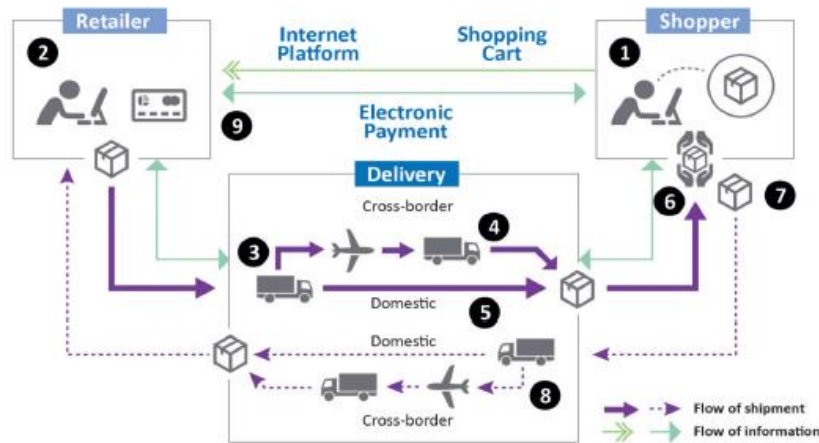 Retailer
Shopper
2
Internet
Platform
Shopping
Cart
1
Electronic
Payment
9
Delivery
Cross-border
6
7
3
4
Domestic
5
Domestic
8
Cross-border
Flow of shipment
Flow of information